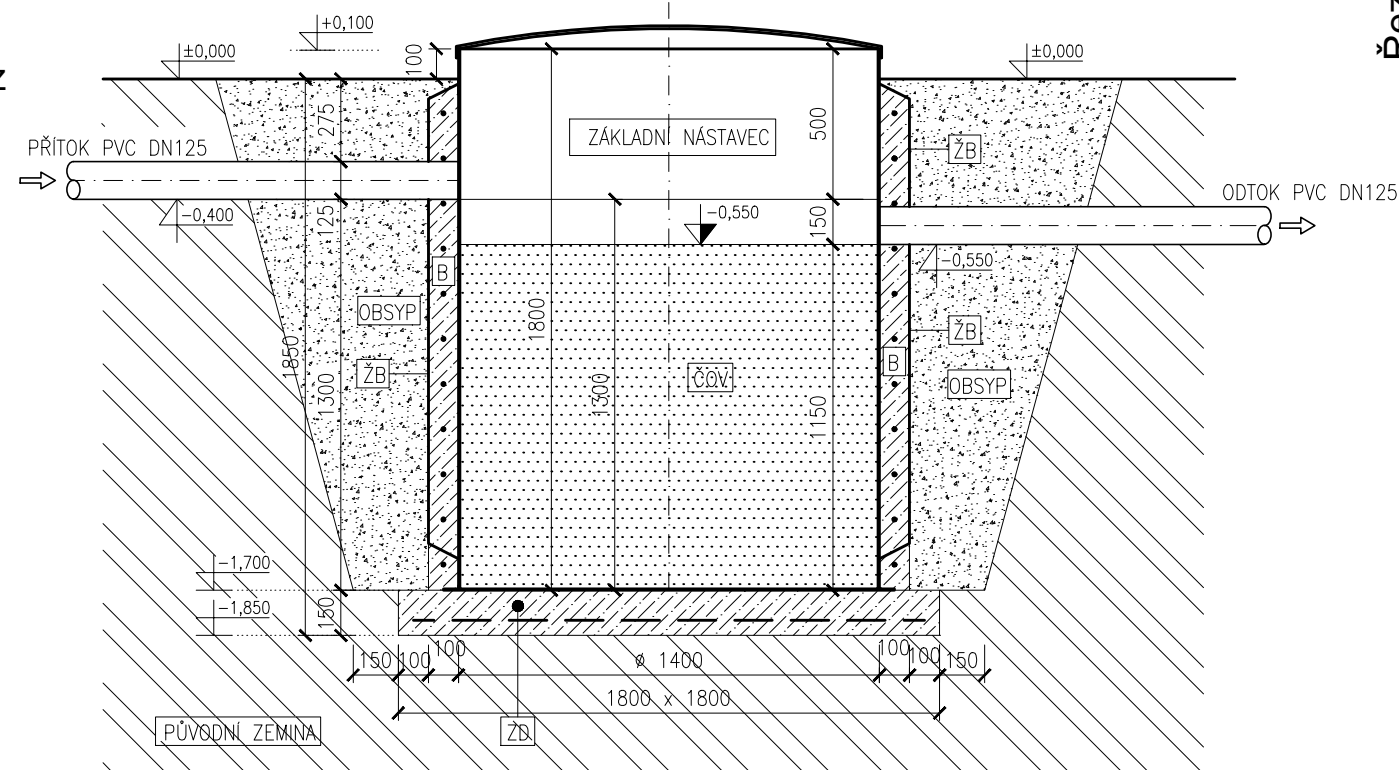 +0,100
±0,000
±0,000
100
275
500
ZÁKLADNÍ NÁSTAVEC
ŽB
PŘÍTOK PVC DN125
ODTOK PVC DN125
-0,400
125
-0,550
150
-0,550
B
OBSYP
1800
ŽB
1850
B
ŽB
1300
1300
ČOV
OBSYP
1150
-1,700
-1,850
150
150
100
100
ø 1400
100
100
150
1800 x 1800
PŮVODNÍ ZEMINA
ŽD